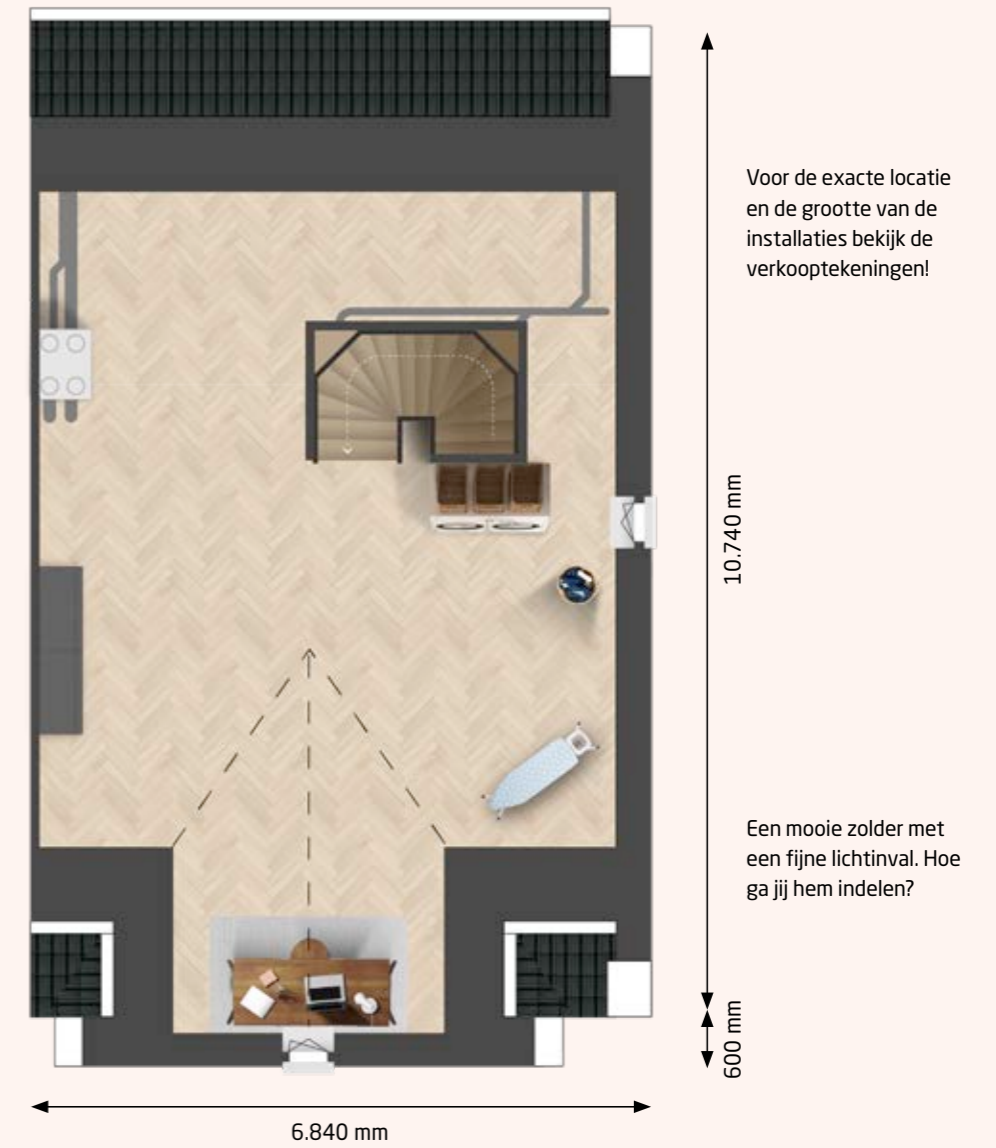 Voor de exacte locatie
en de grootte van de
installaties bekijk de
verkooptekeningen!
10.740 mm
Een mooie zolder met
een fijne lichtinval. Hoe
ga jij hem indelen?
600 mm
6.840 mm